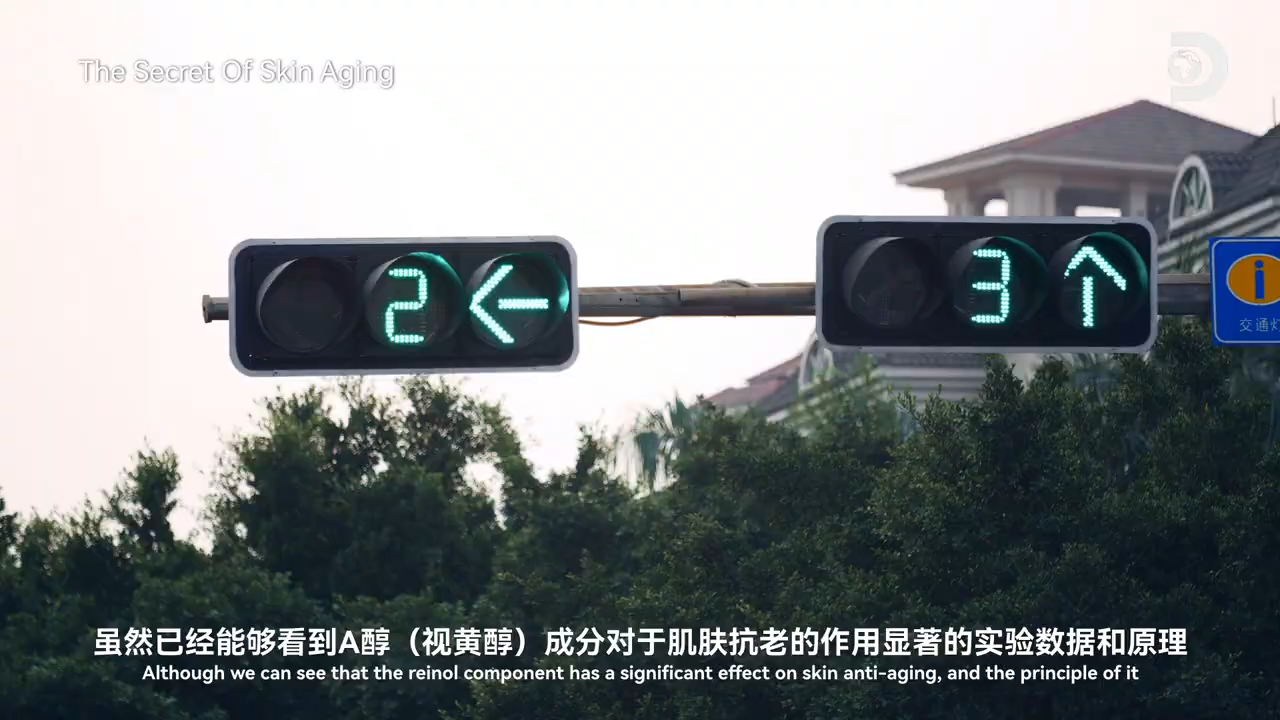 The Secret Of Skin Aging
2
3
交通灯
虽然已经能够看到A醇（视黄醇）成分对于肌肤抗老的作用显著的实验数据和原理
Although we can see that the reinol component has a significant effect on skin anti-aging, and the principle of it